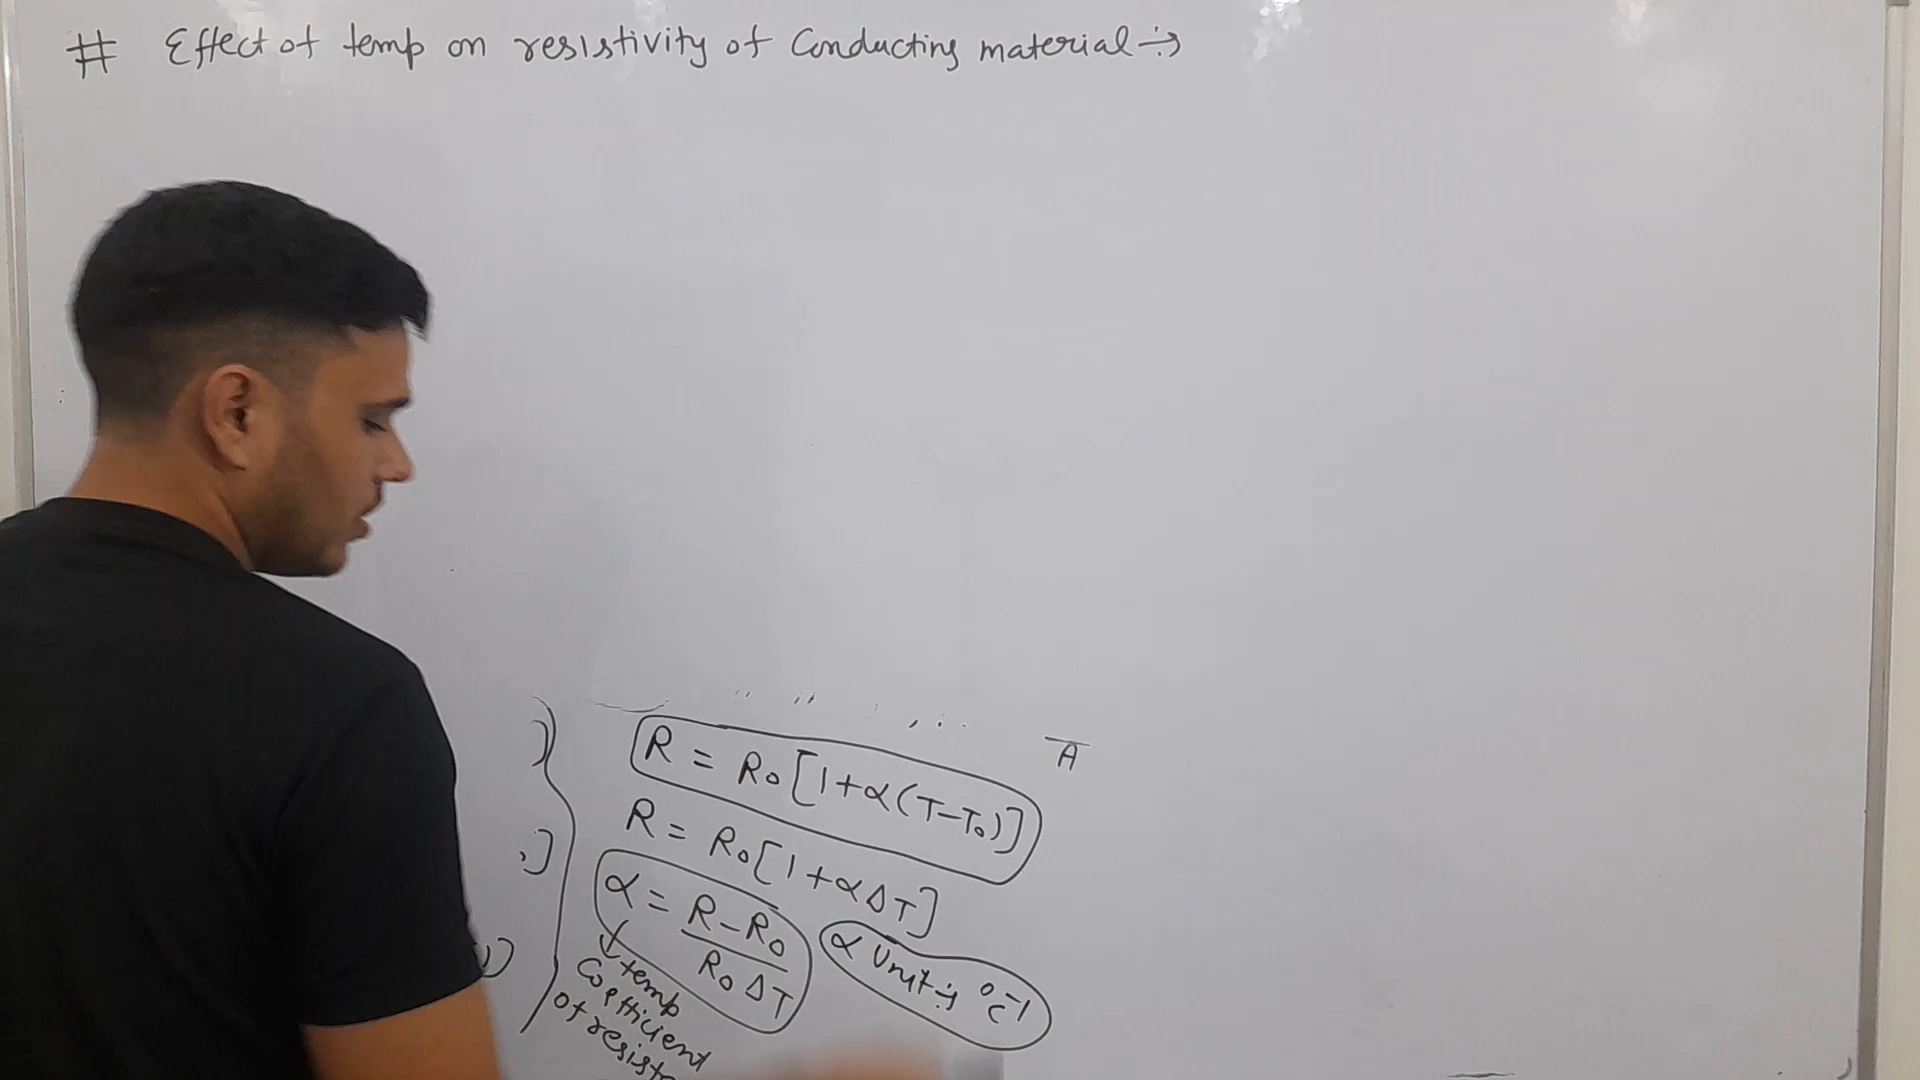 # Effect of temp on resistivity of Conducting material :→
A
R = R₀[1+α(T-T₀)]
R = R₀[1+αΔT]
α = R-R₀ / R₀ΔT
α Unit :→ °C⁻¹
temp
Coefficient
of resist